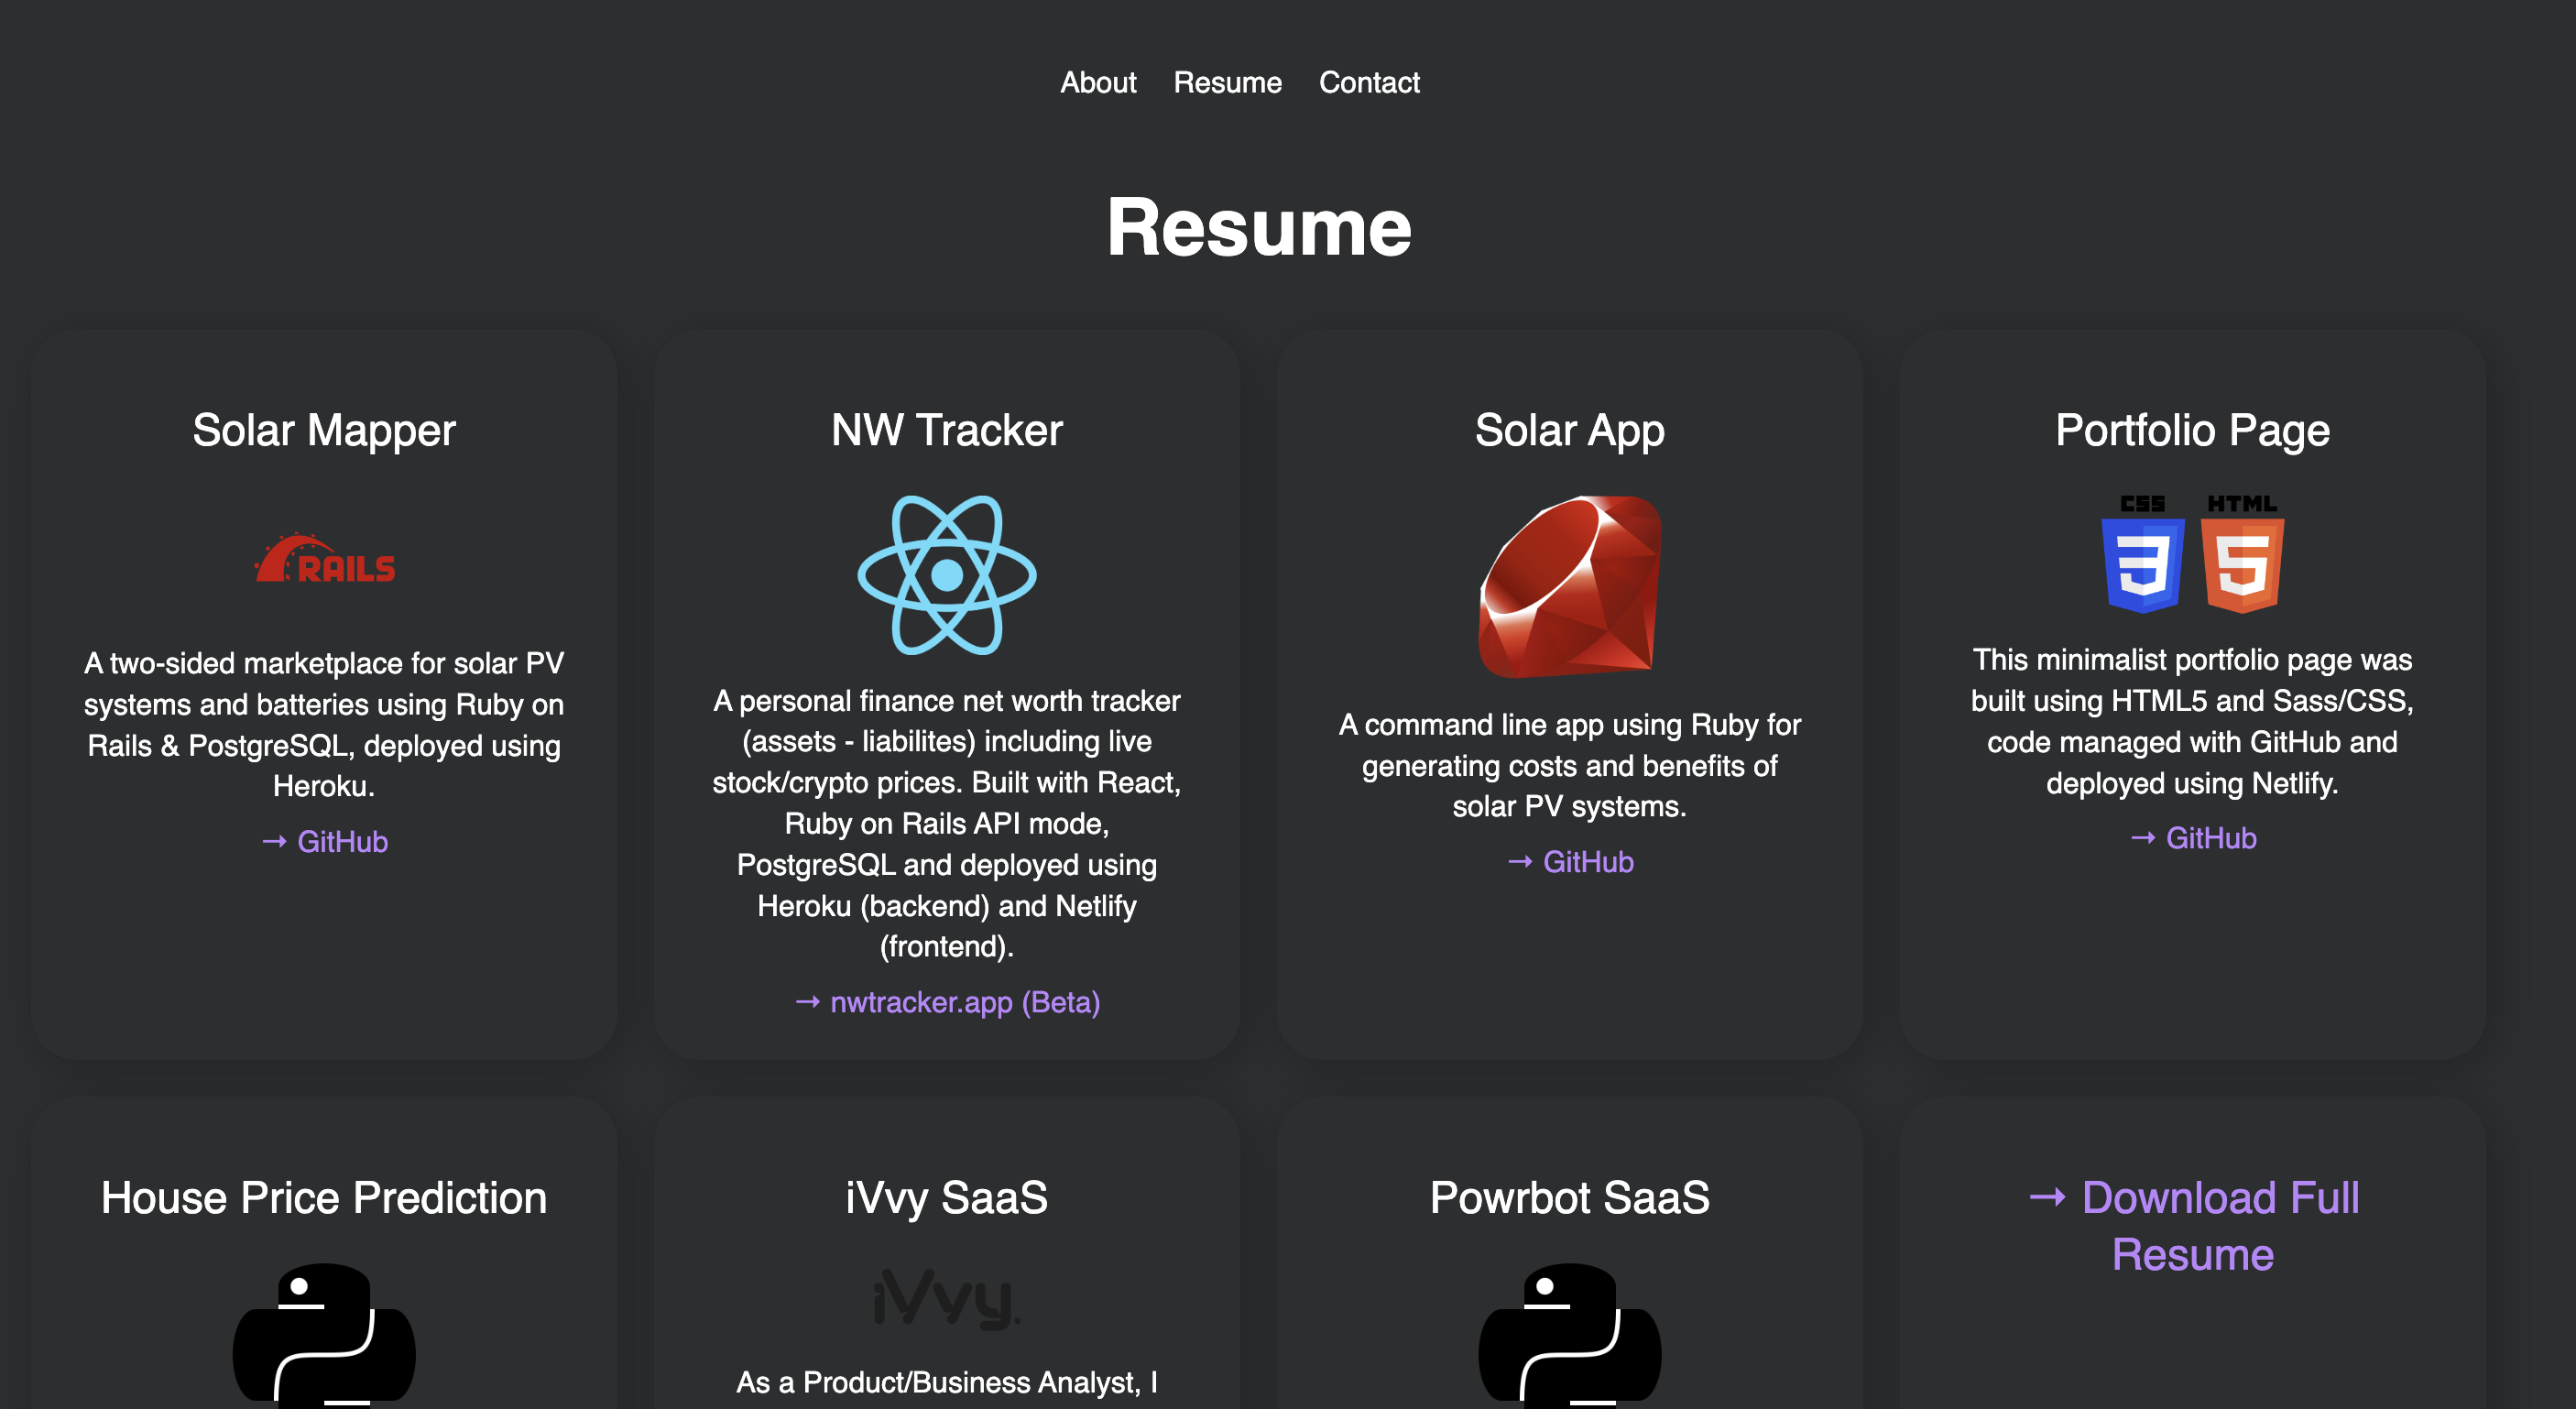 About Resume Contact
Resume
Solar Mapper
RAILS
A two-sided marketplace for solar PV
systems and batteries using Ruby on
Rails & PostgreSQL, deployed using
Heroku.
→ GitHub
NW Tracker
A personal finance net worth tracker
(assets - liabilites) including live
stock/crypto prices. Built with React,
Ruby on Rails API mode,
PostgreSQL and deployed using
Heroku (backend) and Netlify
(frontend).
→ nwtracker.app (Beta)
Solar App
A command line app using Ruby for
generating costs and benefits of
solar PV systems.
→ GitHub
Portfolio Page
CSS HTML
3 5
This minimalist portfolio page was
built using HTML5 and Sass/CSS,
code managed with GitHub and
deployed using Netlify.
→ GitHub
House Price Prediction
iVvy SaaS
iVvy.
As a Product/Business Analyst, I
Powrbot SaaS
→ Download Full
Resume